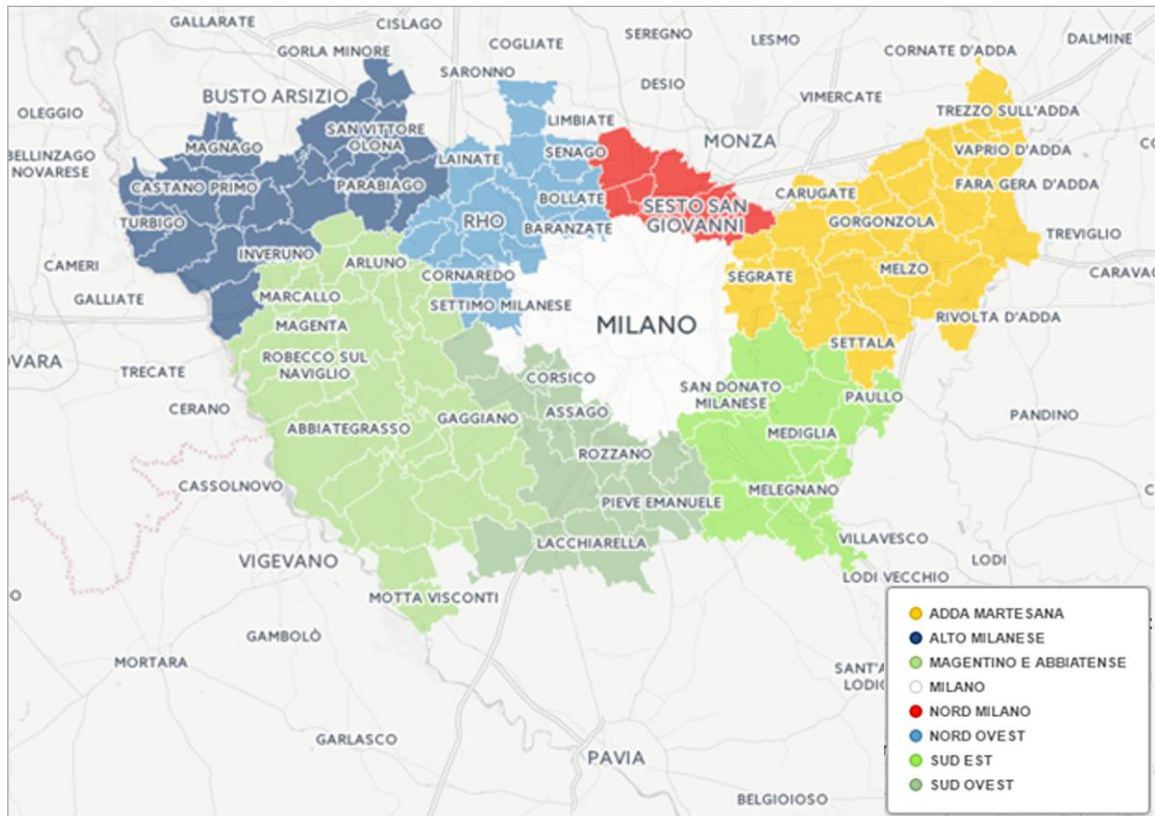 GALLARATE
CISLAGO
SEREGNO
LESMO
DALMINE
GORLA MINORE
COGLIATE
CORNATE D'ADDA
SARONNO
DESIO
BUSTO ARSIZIO
VIMERCATE
OLEGGIO
TREZZO SULL'ADDA
LIMBIATE
SAN VITTORE
OLONA
MONZA
MAGNAGO
VAPRIO D'ADDA
BELLINZAGO
NOVARESE
LAINATE
SENAGO
CASTANO PRIMO
PARABIAGO
CARUGATE
FARA GERA D'ADDA
BOLLATE
SESTO SAN
GIOVANNI
TURBIGO
RHO
BARANZATE
GORGONZOLA
TREVIGLIO
INVERUNO
ARLUNO
CAMERI
CORNAREDO
SEGRATE
MELZO
CARAVAG
GALLIATE
MARCALLO
SETTIMO MILANESE
MAGENTA
MILANO
RIVOLTA D'ADDA
SETTALA
OVARA
ROBECCO SUL
NAVIGLIO
TRECATE
CORSICO
SAN DONATO
MILANESE
PAULLO
CERANO
GAGGIANO
ASSAGO
PANDINO
ABBIATEGRASSO
MEDIGLIA
ROZZANO
CASSOLNOVO
MELEGNANO
PIEVE EMANUELE
VILLAVESCO
LACCHIARELLA
VIGEVANO
LODI
LODI VECCHIO
MOTTA VISCONTI
GAMBOLÒ
MORTARA
SANT'A
LODIG
GARLASCO
PAVIA
BELGIOIOSO
ADDA MARTESANA
ALTO MILANESE
MAGENTINO E ABBIATENSE
MILANO
NORD MILANO
NORD OVEST
SUD EST
SUD OVEST